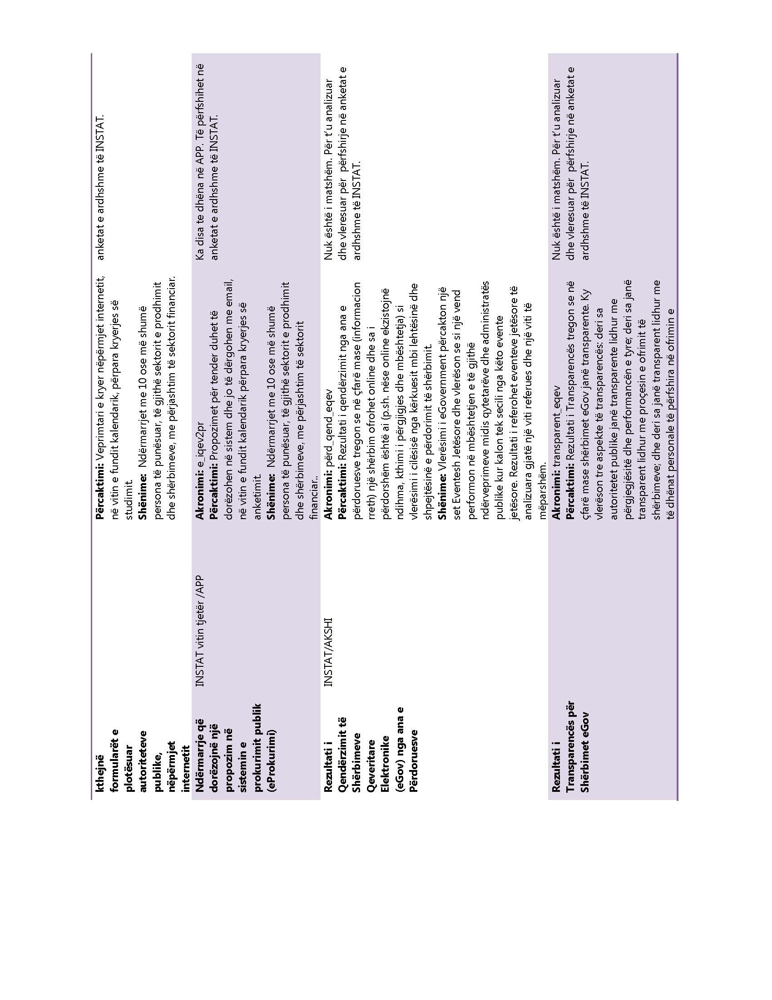 kthejnë
formularët e
plotësuar
autoriteteve
publike,
nëpërmjet
internetit
Përcaktimi: Veprimtari e kryer nëpërmjet internetit,
në vitin e fundit kalendarik, përpara kryerjes së
studimit.
Shënime: Ndërmarrjet me 10 ose më shumë
persona të punësuar, të gjithë sektorit e prodhimit
dhe shërbimeve, me përjashtim të sektorit financiar.
anketat e ardhshme të INSTAT.
Ndërmarrje që
dorëzojnë një
propozim në
sistemin e
prokurimit publik
(eProkurimi)
INSTAT vitin tjetër /APP
Akronimi: e_iqev2pr
Përcaktimi: Propozimet për tender duhet të
dorëzohen në sistem dhe jo të dërgohen me email,
në vitin e fundit kalendarik përpara kryerjes së
anketimit.
Shënime: Ndërmarrjet me 10 ose më shumë
persona të punësuar, të gjithë sektorit e prodhimit
dhe shërbimeve, me përjashtim të sektorit
financiar..
Ka disa te dhëna në APP. Të përfshihet në
anketat e ardhshme të INSTAT.
Rezultati i
Qendërzimit të
Shërbimeve
Qeveritare
Elektronike
(eGov) nga ana e
Përdoruesve
INSTAT/AKSHI
Akronimi: përd_qend_eqev
Përcaktimi: Rezultati i qendërzimit nga ana e
përdoruesve tregon se në çfarë mase (informacion
rreth) një shërbim ofrohet online dhe sa i
përdorshëm është ai (p.sh. nëse online ekzistojnë
ndihma, kthimi i përgjigjes dhe mbështetja) si
vlerësimi i cilësisë nga kërkuesit mbi lehtësinë dhe
shpejtësinë e përdorimit të shërbimit.
Shënime: Vlerësimi i eGovernment përcakton një
set Eventesh Jetësore dhe vlerëson se si një vend
performon në mbështetjen e të gjithë
ndërveprimeve midis qytetarëve dhe administratës
publike kur kalon tek secili nga këto evente
jetësore. Rezultati i referohet eventeve jetësore të
analizuara gjatë një viti referues dhe një viti të
mëparshëm.
Nuk është i matshëm. Për t'u analizuar
dhe vleresuar për përfshirje në anketat e
ardhshme të INSTAT.
Rezultati i
Transparencës për
Shërbimet eGov
Akronimi: transparent_eqev
Përcaktimi: Rezultati i Transparencës tregon se në
çfarë mase shërbimet eGov janë transparente. Ky
vlerëson tre aspekte të transparencës: deri sa
autoritetet publike janë transparente lidhur me
përgjegjësitë dhe performancën e tyre; deri sa janë
transparent lidhur me proçesin e ofrimit të
shërbimeve; dhe deri sa janë transparent lidhur me
të dhënat personale të përfshira në ofrimin e
Nuk është i matshëm. Për t'u analizuar
dhe vleresuar për përfshirje në anketat e
ardhshme të INSTAT.